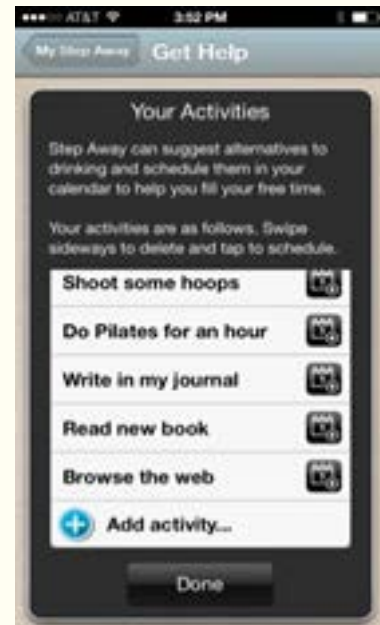 AT&T 3:52 PM
My Step Away Get Help
Your Activities
Step Away can suggest alternatives to
drinking and schedule them in your
calendar to help you fill your free time.
Your activities are as follows. Swipe
sideways to delete and tap to schedule.
Shoot some hoops
Do Pilates for an hour
Write in my journal
Read new book
Browse the web
Add activity...
Done